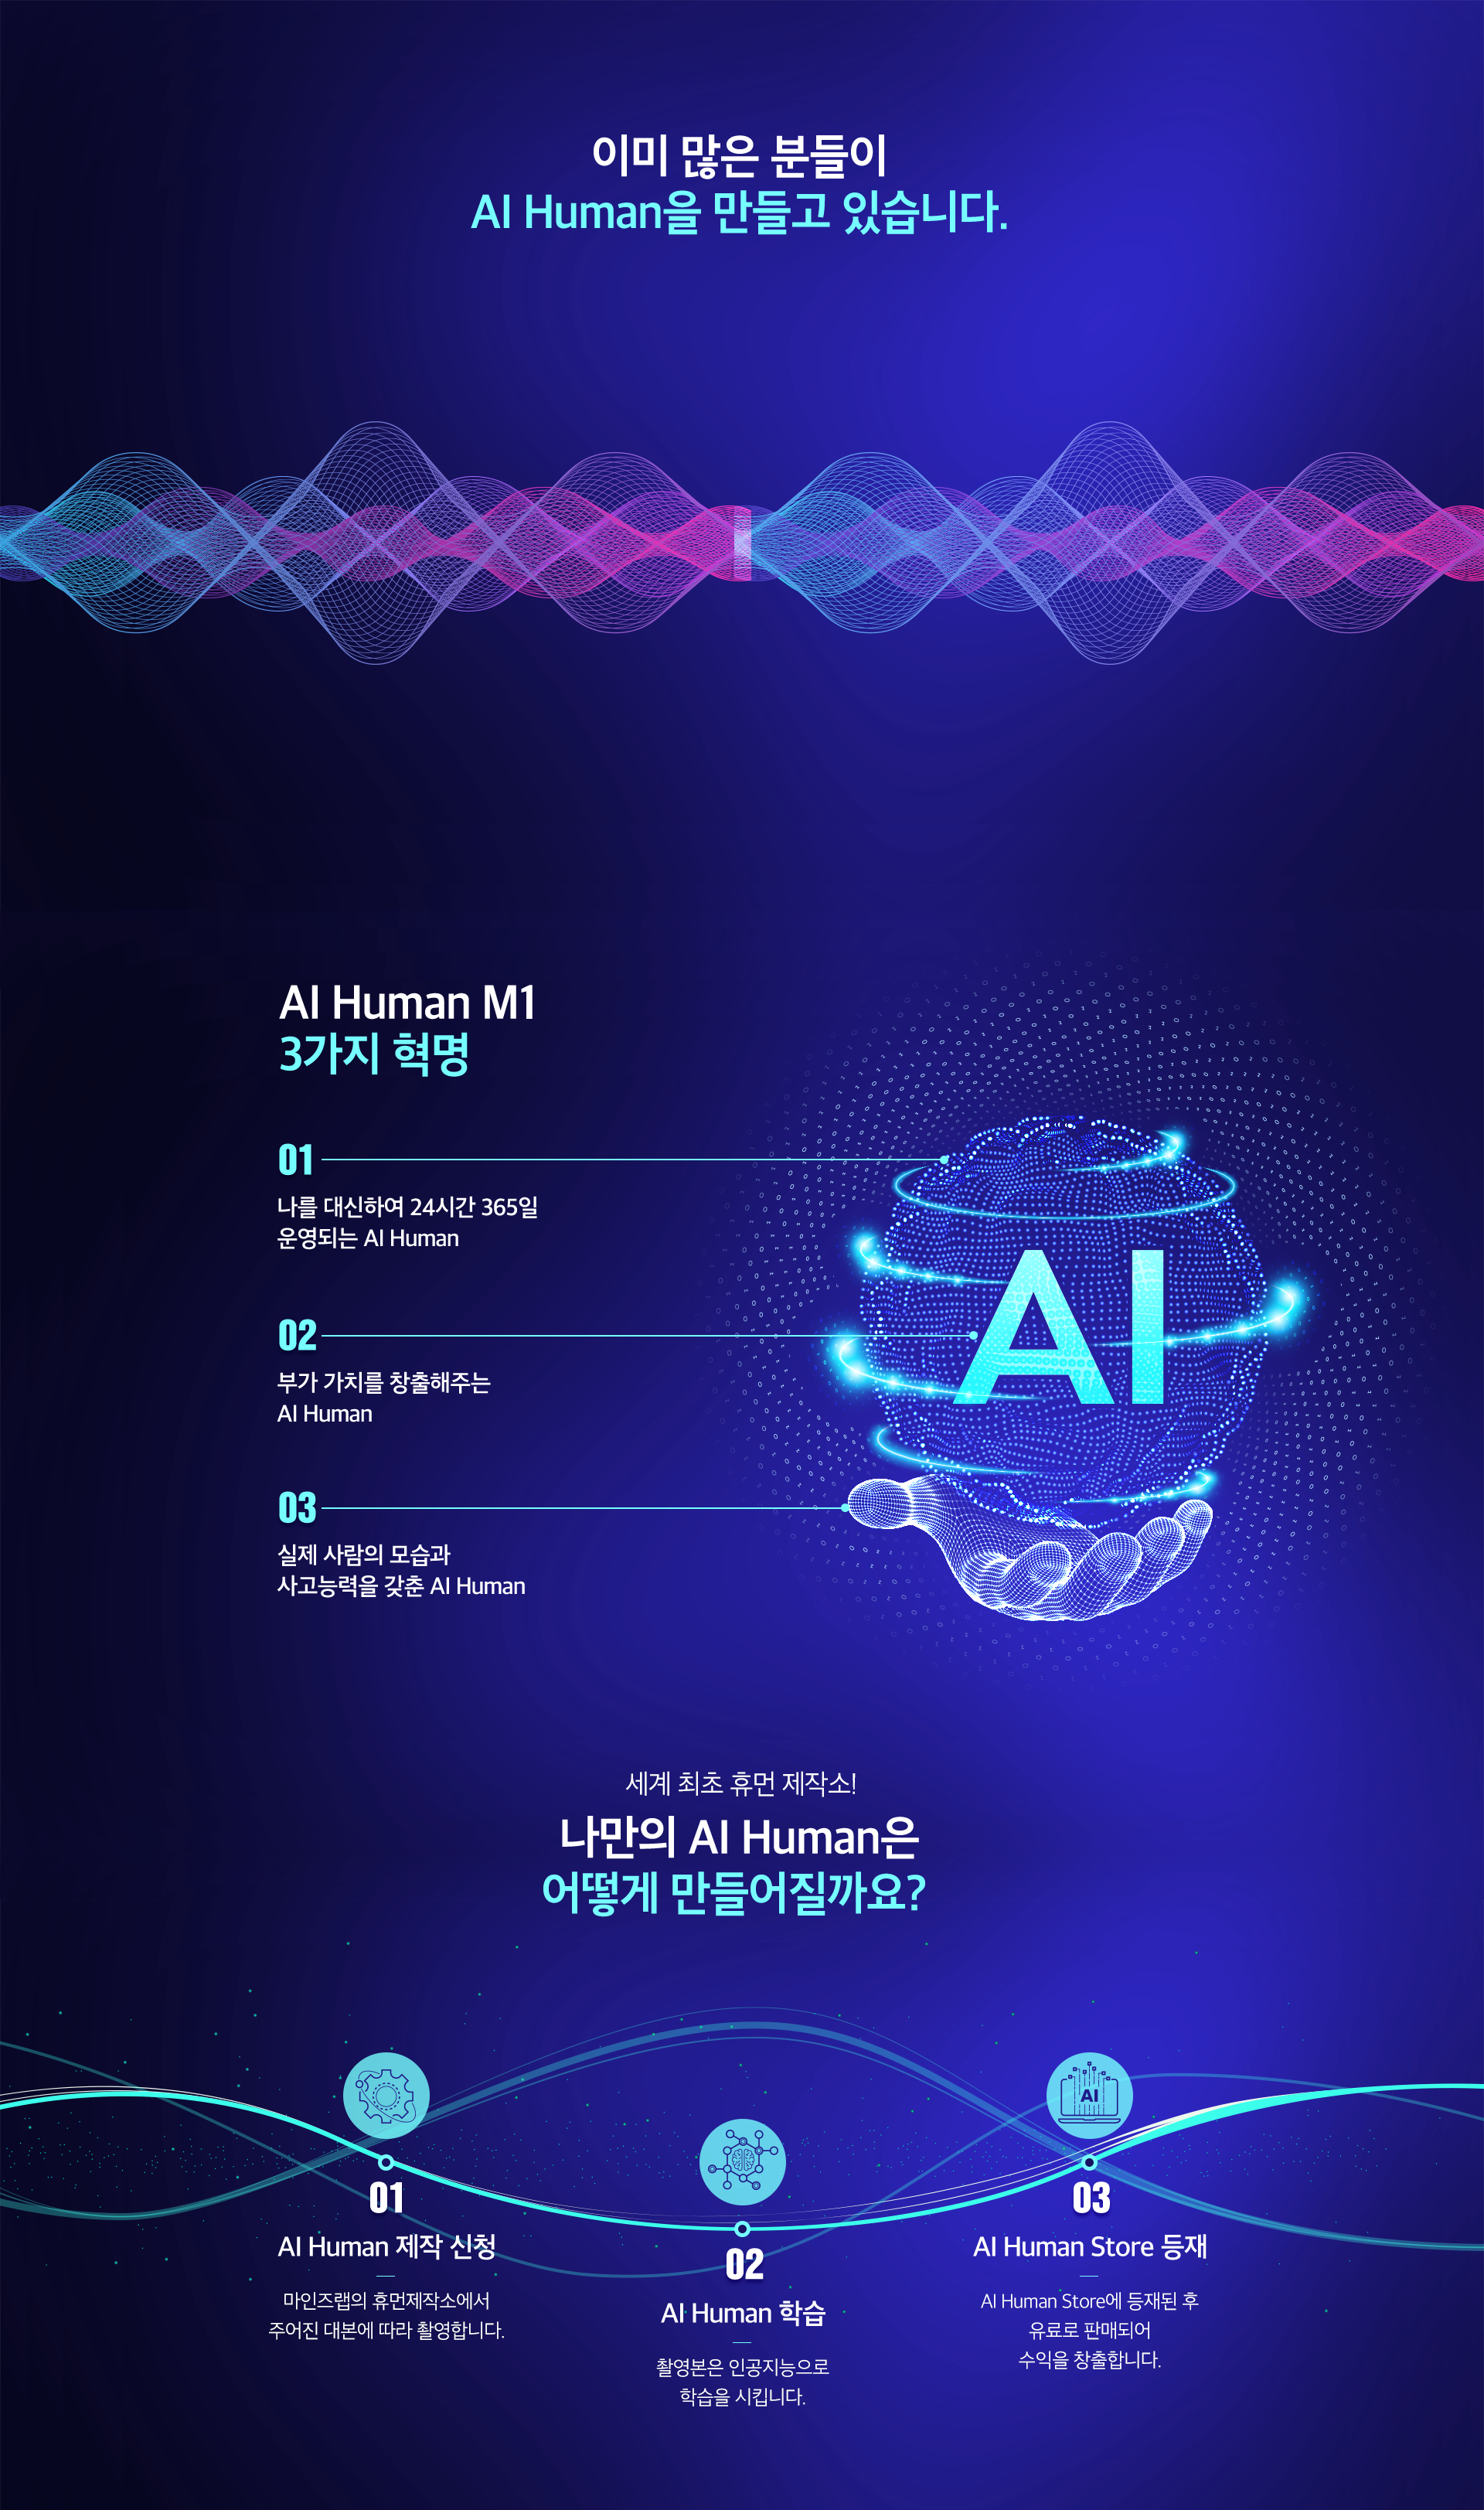 이미 많은 분들이
AI Human을 만들고 있습니다.
AI Human M1
3가지 혁명
01
나를 대신하여 24시간 365일
운영되는 AI Human
02
부가 가치를 창출해주는
AI Human
03
실제 사람의 모습과
사고능력을 갖춘 AI Human
AI
세계 최초 휴먼 제작소!
나만의 AI Human은
어떻게 만들어질까요?
01
AI Human 제작 신청
마인즈랩의 휴먼제작소에서
주어진 대본에 따라 촬영합니다.
02
AI Human 학습
촬영본은 인공지능으로
학습을 시킵니다.
AI
03
AI Human Store 등재
AI Human Store에 등재된 후
유료로 판매되어
수익을 창출합니다.